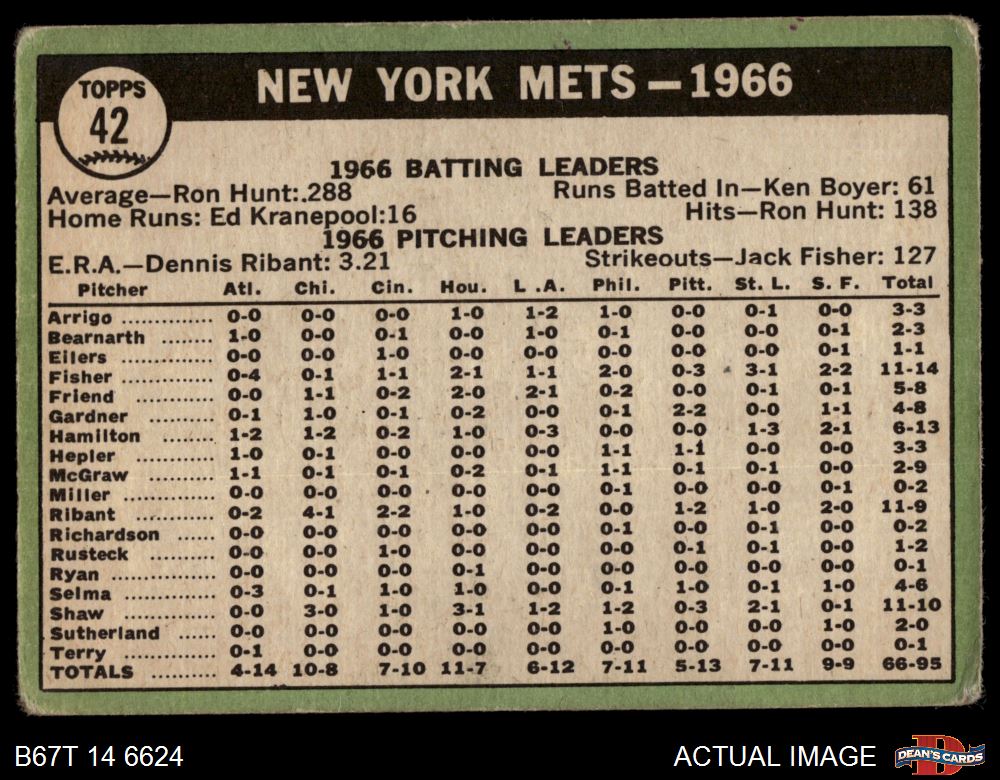 TOPPS
42
NEW YORK METS — 1966
1966 BATTING LEADERS
Average—Ron Hunt:.288 Runs Batted In—Ken Boyer: 61
Home Runs: Ed Kranepool:16 Hits—Ron Hunt: 138
1966 PITCHING LEADERS
E.R.A.—Dennis Ribant: 3.21 Strikeouts—Jack Fisher: 127
Pitcher Atl. Chi. Cin. Hou. L .A. Phil. Pitt. St. L. S. F. Total
Arrigo .............. 0-0 0-0 0-0 1-0 1-2 1-0 0-0 0-1 0-0 3-3
Bearnarth ........ 1-0 0-0 0-1 0-0 1-0 0-1 0-0 0-0 0-1 2-3
Eilers .............. 0-0 0-0 1-0 0-0 0-0 0-0 0-0 0-0 0-1 1-1
Fisher .............. 0-4 0-1 1-1 2-1 1-1 2-0 0-3 3-1 2-2 11-14
Friend .............. 0-0 1-1 0-2 2-0 2-1 0-2 0-0 0-1 0-1 5-8
Gardner ............ 0-1 1-0 0-1 0-2 0-0 0-1 2-2 0-0 1-1 4-8
Hamilton ........ 1-2 1-2 0-2 1-0 0-3 0-0 0-0 1-3 2-1 6-13
Hepler ............ 1-0 0-1 0-0 0-0 0-0 1-1 1-1 0-0 0-0 3-3
McGraw .......... 1-1 0-1 0-1 0-2 0-1 1-1 0-1 0-1 0-0 2-9
Miller .............. 0-0 0-0 0-0 0-0 0-0 0-1 0-0 0-0 0-1 0-2
Ribant ............ 0-2 4-1 2-2 1-0 0-2 0-0 1-2 1-0 2-0 11-9
Richardson ...... 0-0 0-0 0-0 0-0 0-0 0-1 0-0 0-1 0-0 0-2
Rusteck ............ 0-0 0-0 1-0 0-0 0-0 0-0 0-1 0-1 0-0 1-2
Ryan ................ 0-0 0-0 0-0 0-1 0-0 0-0 0-0 0-0 0-0 0-1
Selma .............. 0-3 0-1 1-0 1-0 0-0 0-1 1-0 0-1 1-0 4-6
Shaw .............. 0-0 3-0 1-0 3-1 1-2 1-2 0-3 2-1 0-1 11-10
Sutherland ...... 0-0 0-0 0-0 0-0 0-0 1-0 0-0 0-0 1-0 2-0
Terry .............. 0-1 0-0 0-0 0-0 0-0 0-0 0-0 0-0 0-0 0-1
TOTALS .......... 4-14 10-8 7-10 11-7 6-12 7-11 5-13 7-11 9-9 66-95
B67T 14 6624 ACTUAL IMAGE DEAN'S CARDS